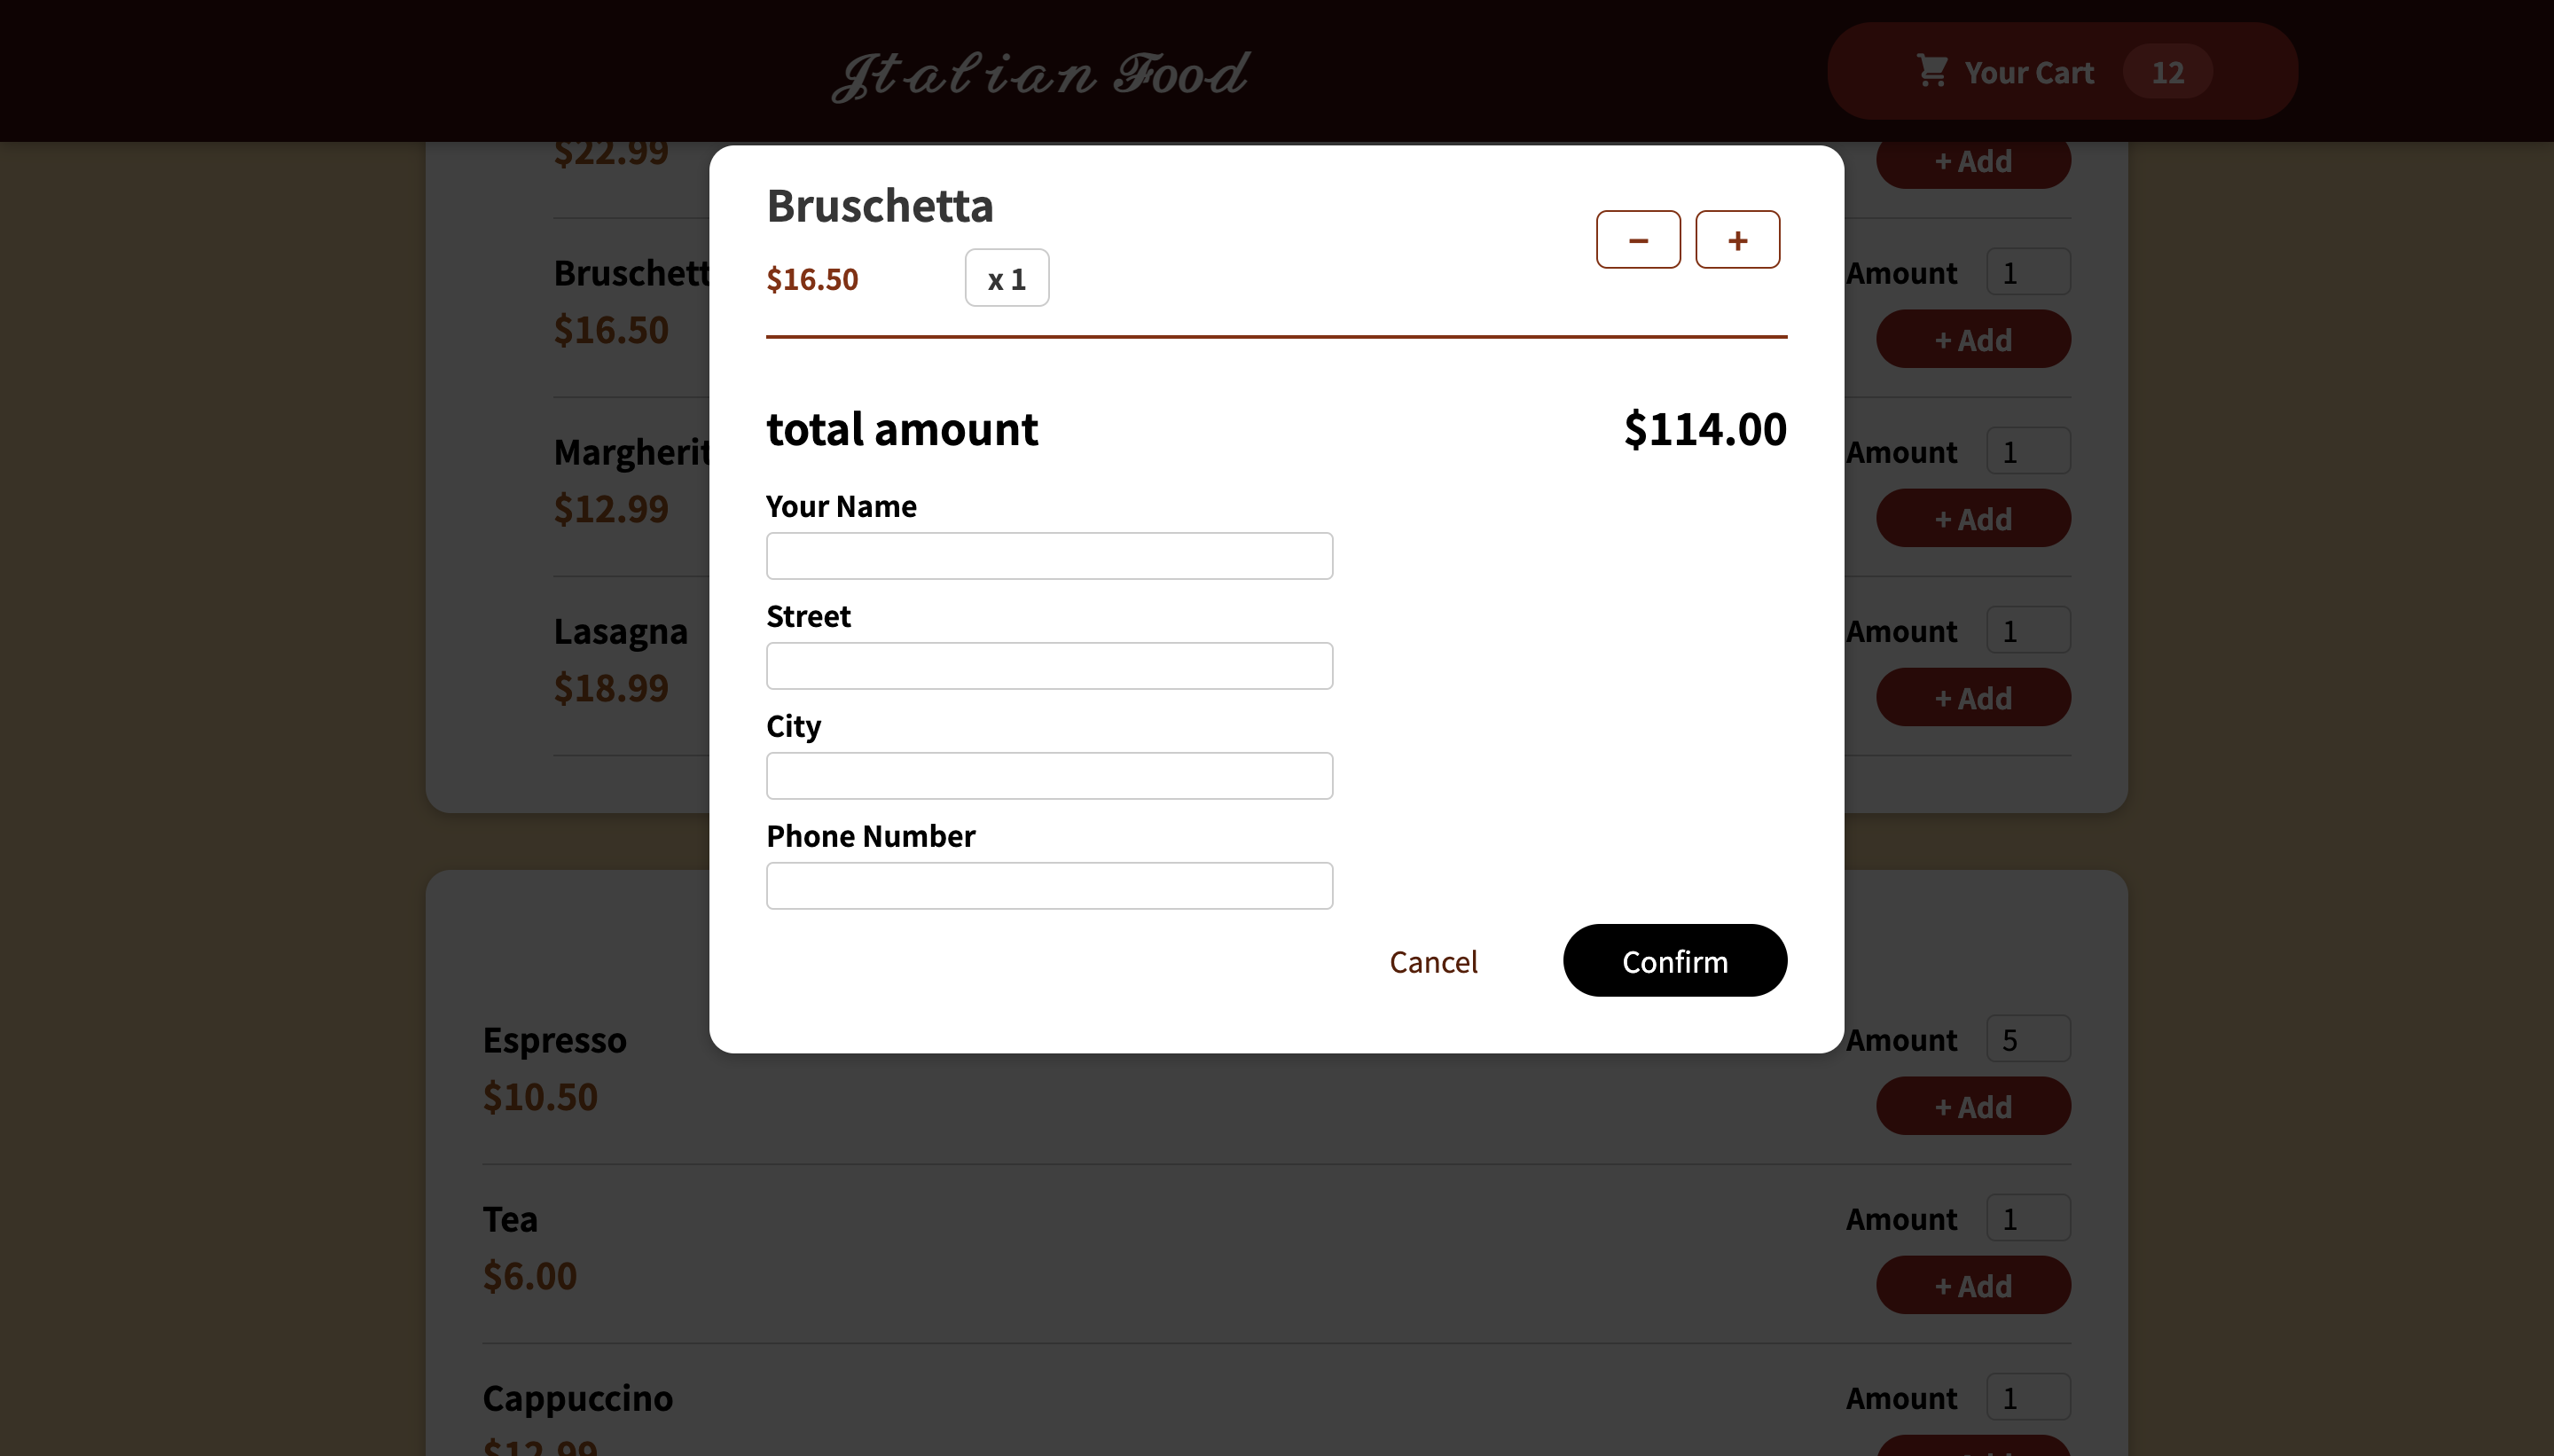 Italian Food
Your Cart 12
$22.99
+ Add
Bruschetta
$16.50
x 1
−
+
Bruschett
$16.50
Amount 1
+ Add
total amount
$114.00
Margherit
$12.99
Amount 1
+ Add
Your Name
Street
Lasagna
$18.99
Amount 1
+ Add
City
Phone Number
Cancel
Confirm
Espresso
$10.50
Amount 5
+ Add
Tea
$6.00
Amount 1
+ Add
Cappuccino
$12.99
Amount 1